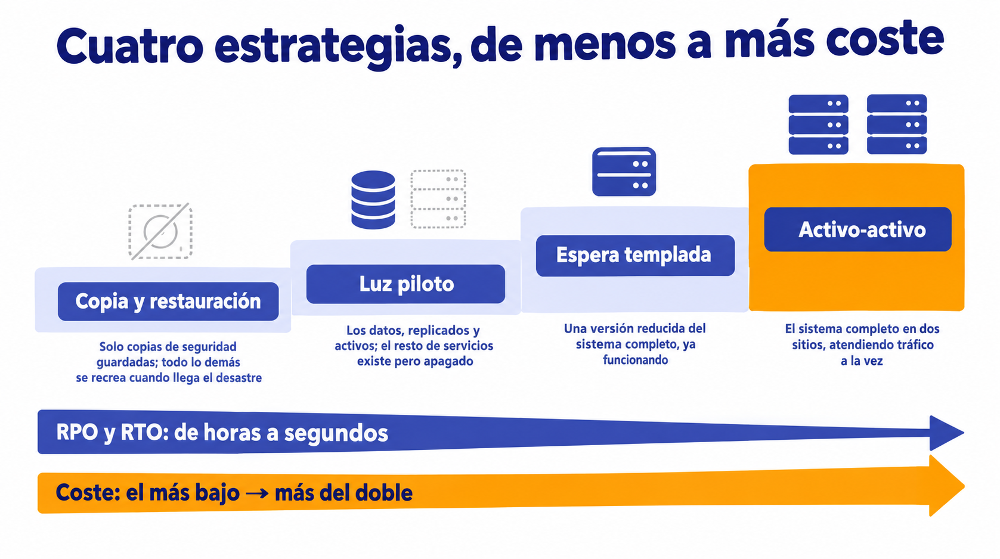 Cuatro estrategias, de menos a más coste
Copia y restauración
Solo copias de seguridad
guardadas; todo lo demás
se recrea cuando llega el desastre
Luz piloto
Los datos, replicados y
activos; el resto de servicios
existe pero apagado
Espera templada
Una versión reducida del
sistema completo, ya
funcionando
Activo-activo
El sistema completo en dos
sitios, atendiendo tráfico
a la vez
RPO y RTO: de horas a segundos
Coste: el más bajo → más del doble